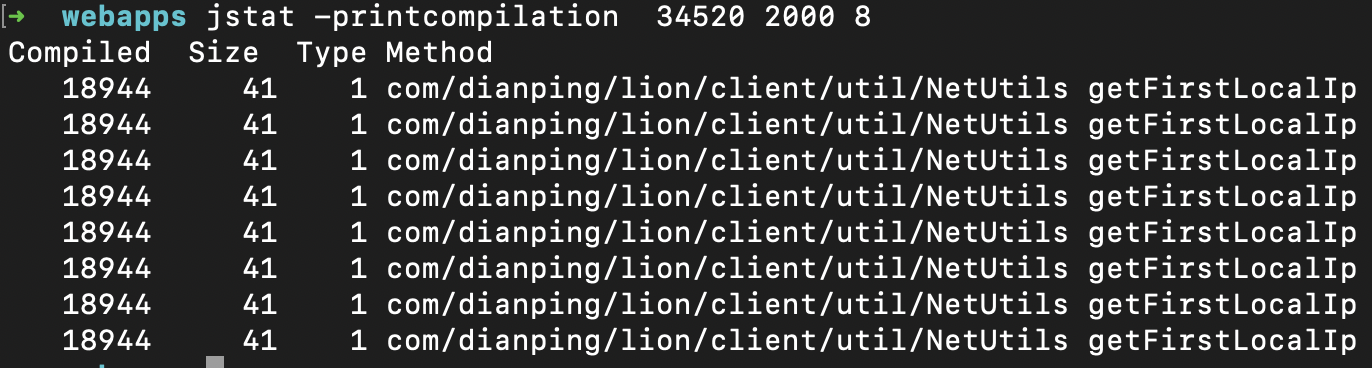 [➜ webapps jstat -printcompilation 34520 2000 8
Compiled Size Type Method
18944 41 1 com/dianping/lion/client/util/NetUtils getFirstLocalIp
18944 41 1 com/dianping/lion/client/util/NetUtils getFirstLocalIp
18944 41 1 com/dianping/lion/client/util/NetUtils getFirstLocalIp
18944 41 1 com/dianping/lion/client/util/NetUtils getFirstLocalIp
18944 41 1 com/dianping/lion/client/util/NetUtils getFirstLocalIp
18944 41 1 com/dianping/lion/client/util/NetUtils getFirstLocalIp
18944 41 1 com/dianping/lion/client/util/NetUtils getFirstLocalIp
18944 41 1 com/dianping/lion/client/util/NetUtils getFirstLocalIp